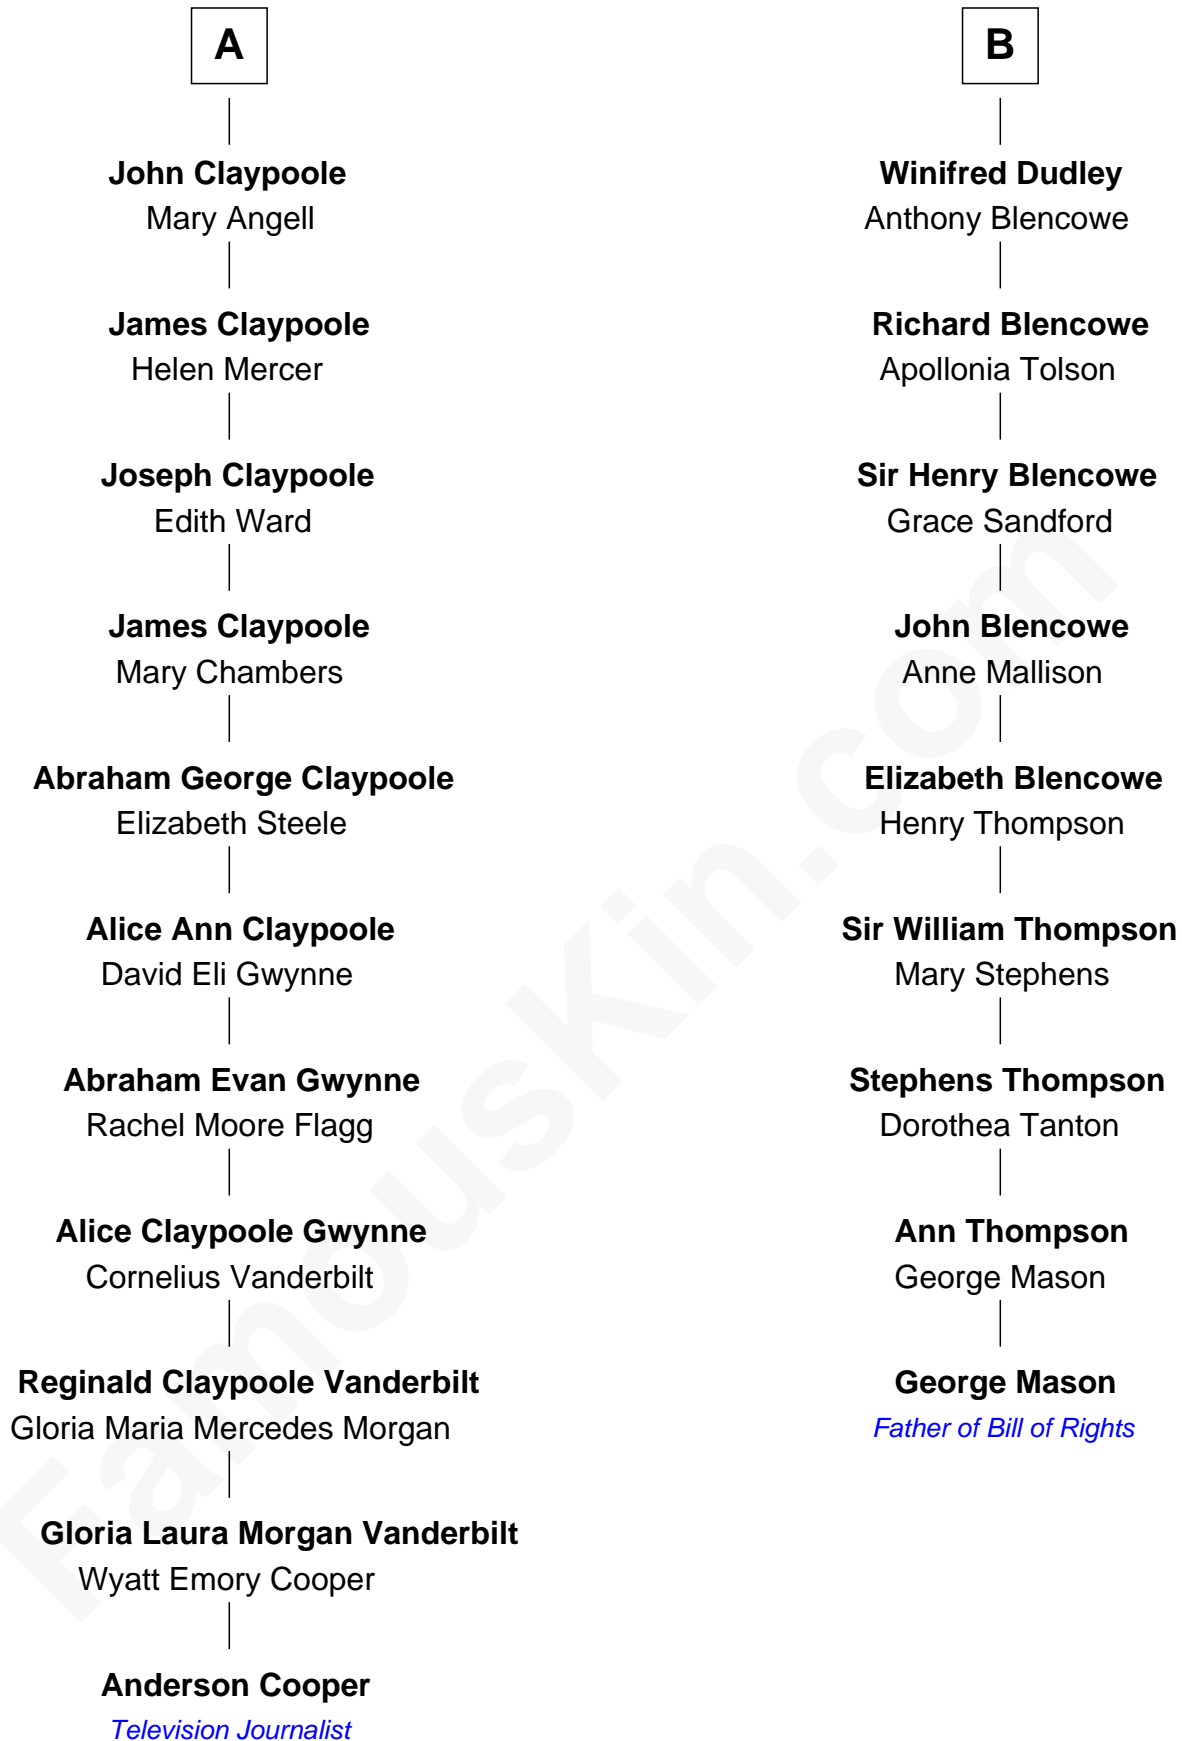 A
John Claypoole
Mary Angell
James Claypoole
Helen Mercer
Joseph Claypoole
Edith Ward
James Claypoole
Mary Chambers
Abraham George Claypoole
Elizabeth Steele
Alice Ann Claypoole
David Eli Gwynne
Abraham Evan Gwynne
Rachel Moore Flagg
Alice Claypoole Gwynne
Cornelius Vanderbilt
Reginald Claypoole Vanderbilt
Gloria Maria Mercedes Morgan
Gloria Laura Morgan Vanderbilt
Wyatt Emory Cooper
Anderson Cooper
Television Journalist
B
Winifred Dudley
Anthony Blencowe
Richard Blencowe
Apollonia Tolson
Sir Henry Blencowe
Grace Sandford
John Blencowe
Anne Mallison
Elizabeth Blencowe
Henry Thompson
Sir William Thompson
Mary Stephens
Stephens Thompson
Dorothea Tanton
Ann Thompson
George Mason
George Mason
Father of Bill of Rights
FamousKin.com